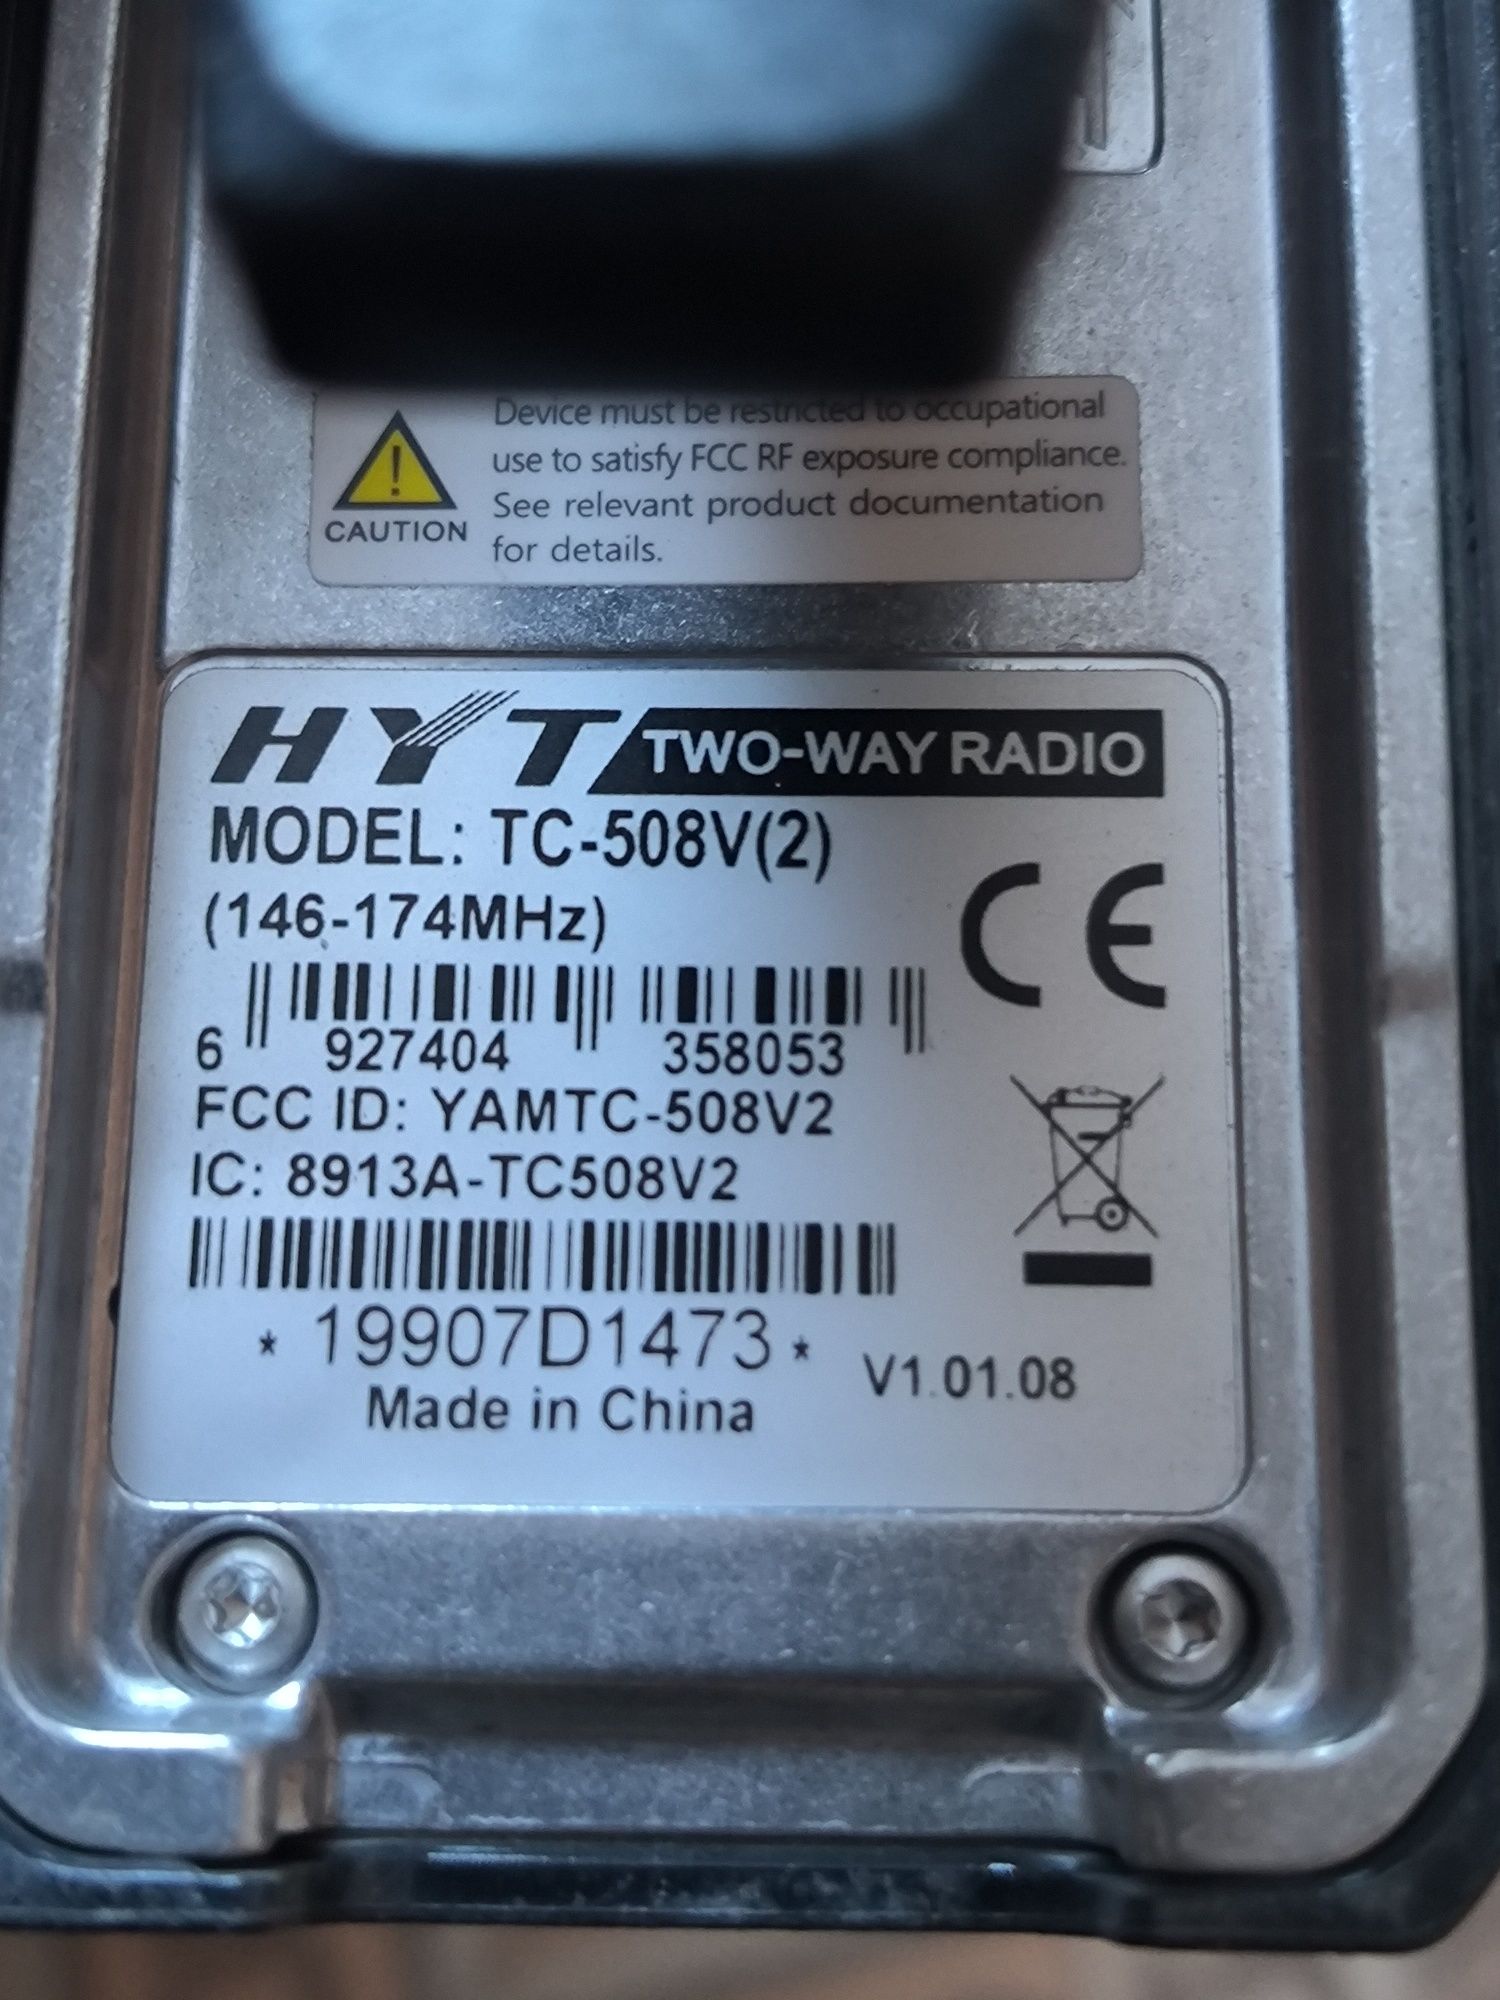 Device must be restricted to occupational
use to satisfy FCC RF exposure compliance.
See relevant product documentation
for details.
CAUTION
HYT TWO-WAY RADIO
MODEL: TC-508V(2)
(146-174MHz)
CE
6 927404 358053
FCC ID: YAMTC-508V2
IC: 8913A-TC508V2
* 19907D1473 *
V1.01.08
Made in China